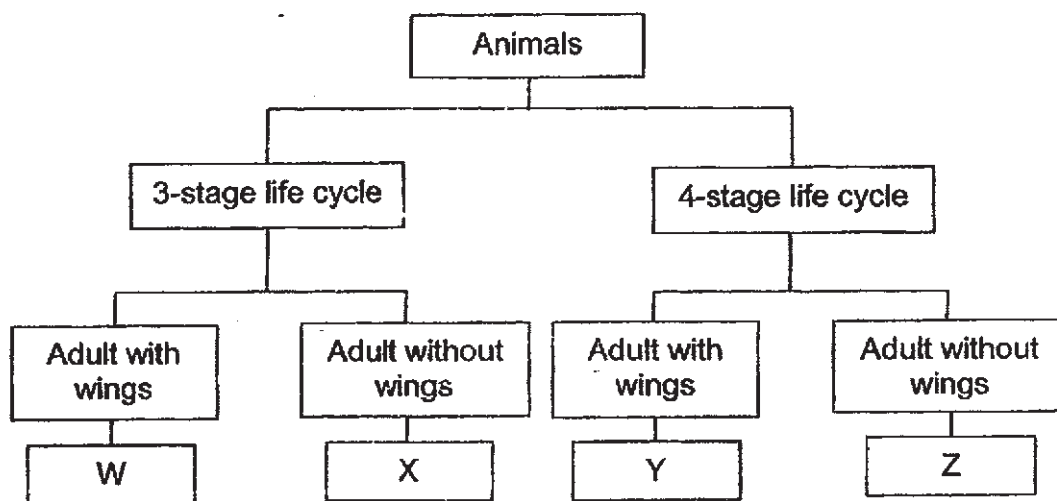 Animals
3-stage life cycle
4-stage life cycle
Adult with
wings
Adult without
wings
Adult with
wings
Adult without
wings
W
X
Y
Z